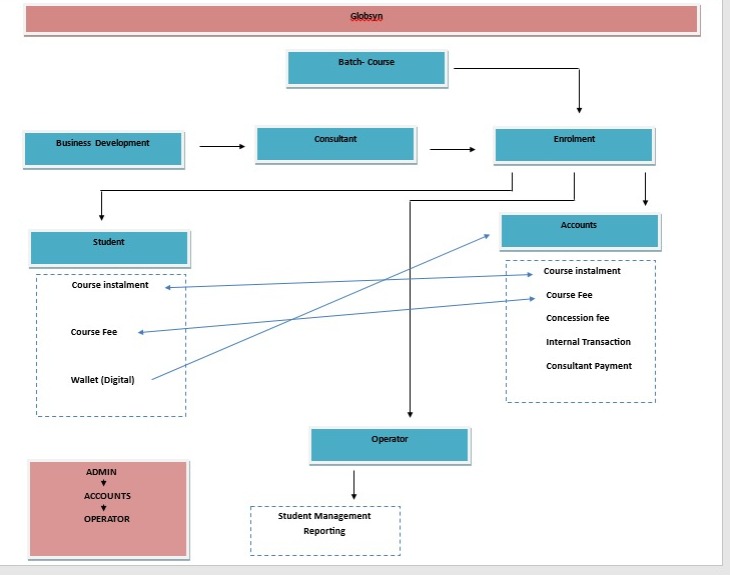 Globsyn
Batch- Course
Business Development
Consultant
Enrolment
Student
Accounts
Course instalment
Course Fee
Wallet (Digital)
Course instalment
Course Fee
Concession fee
Internal Transaction
Consultant Payment
Operator
Student Management
Reporting
ADMIN
ACCOUNTS
OPERATOR